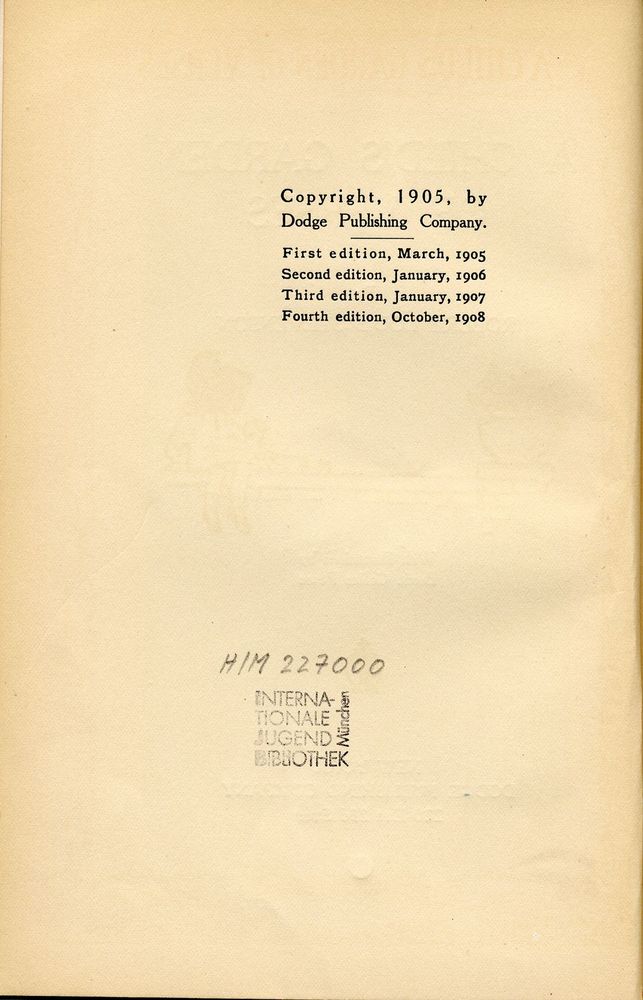 Copyright, 1905, by
Dodge Publishing Company.
First edition, March, 1905
Second edition, January, 1906
Third edition, January, 1907
Fourth edition, October, 1908
H/M 227000
INTERNA-
TIONALE
JUGEND
BIBLIOTHEK
München